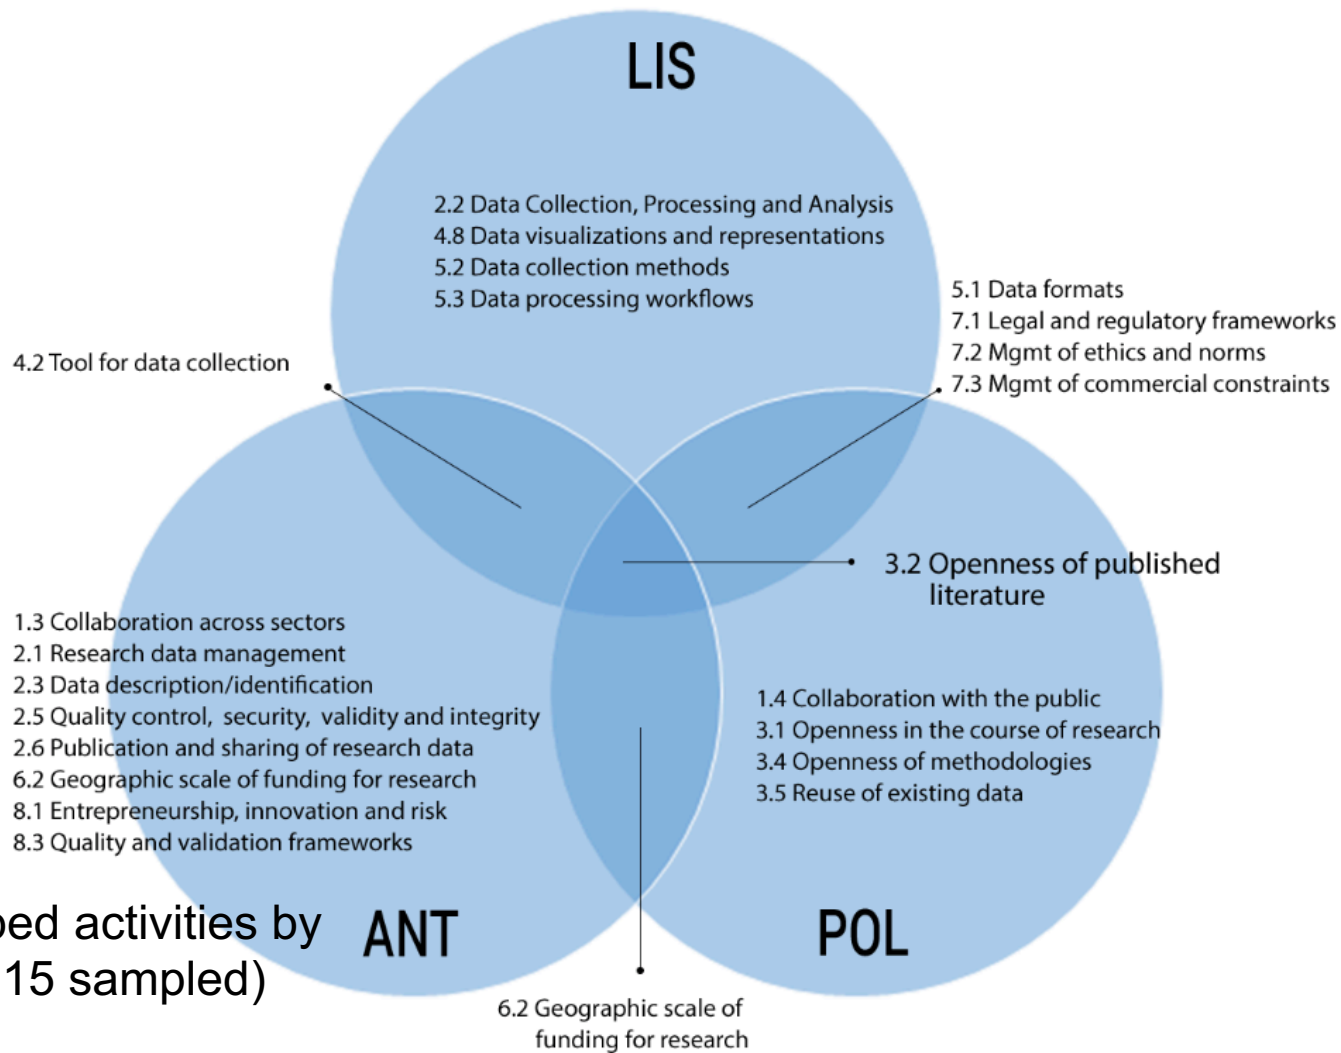 LIS
2.2 Data Collection, Processing and Analysis
4.8 Data visualizations and representations
5.2 Data collection methods
5.3 Data processing workflows
5.1 Data formats
7.1 Legal and regulatory frameworks
7.2 Mgmt of ethics and norms
7.3 Mgmt of commercial constraints
4.2 Tool for data collection
3.2 Openness of published
literature
1.3 Collaboration across sectors
2.1 Research data management
2.3 Data description/identification
2.5 Quality control, security, validity and integrity
2.6 Publication and sharing of research data
6.2 Geographic scale of funding for research
8.1 Entrepreneurship, innovation and risk
8.3 Quality and validation frameworks
1.4 Collaboration with the public
3.1 Openness in the course of research
3.4 Openness of methodologies
3.5 Reuse of existing data
activities by
15 sampled)
ANT
POL
6.2 Geographic scale of
funding for research